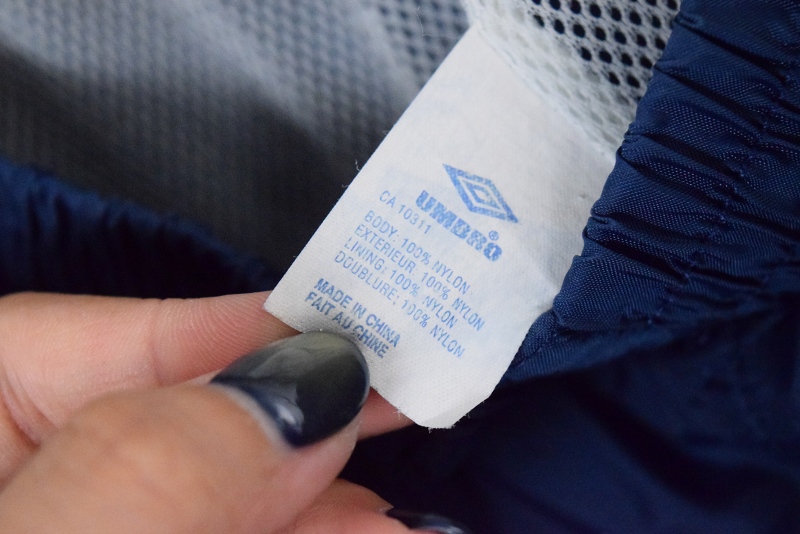 UMBRO®
CA 10311
BODY: 100% NYLON
EXTERIEUR 100% NYLON
LINING: 100% NYLON
DOUBLURE: 100% NYLON
MADE IN CHINA
FAIT AU CHINE